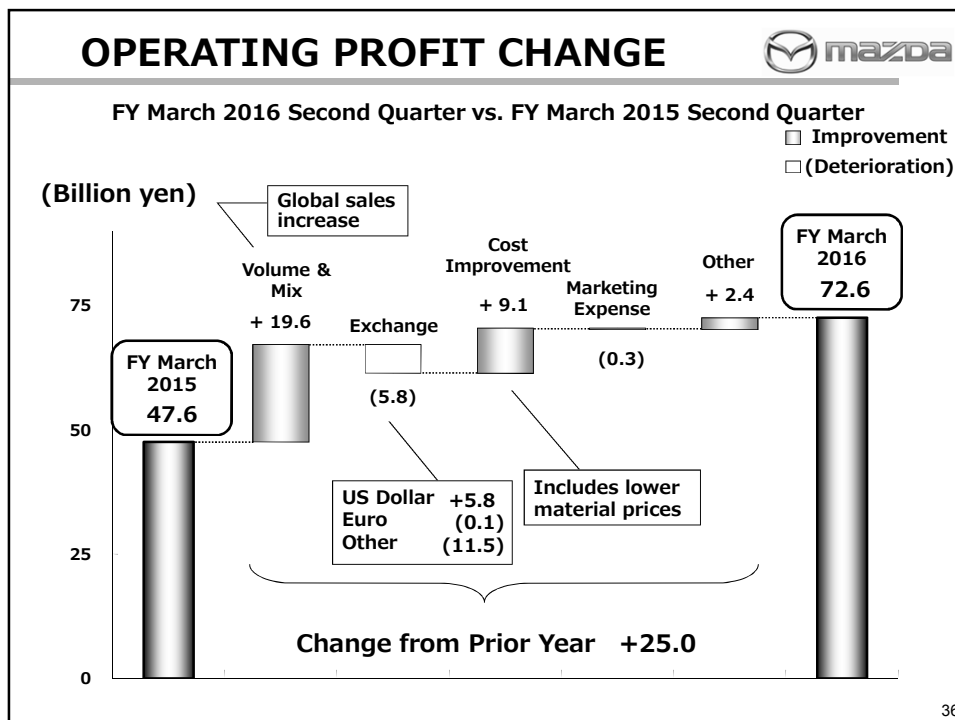 OPERATING PROFIT CHANGE
mazda
FY March 2016 Second Quarter vs. FY March 2015 Second Quarter
Improvement
(Deterioration)
(Billion yen)
Global sales
increase
Volume &
Mix
+ 19.6
Exchange
(5.8)
Cost
Improvement
+ 9.1
Marketing
Expense
(0.3)
Other
+ 2.4
FY March
2016
72.6
FY March
2015
47.6
75
50
25
0
US Dollar +5.8
Euro (0.1)
Other (11.5)
Includes lower
material prices
Change from Prior Year +25.0
36